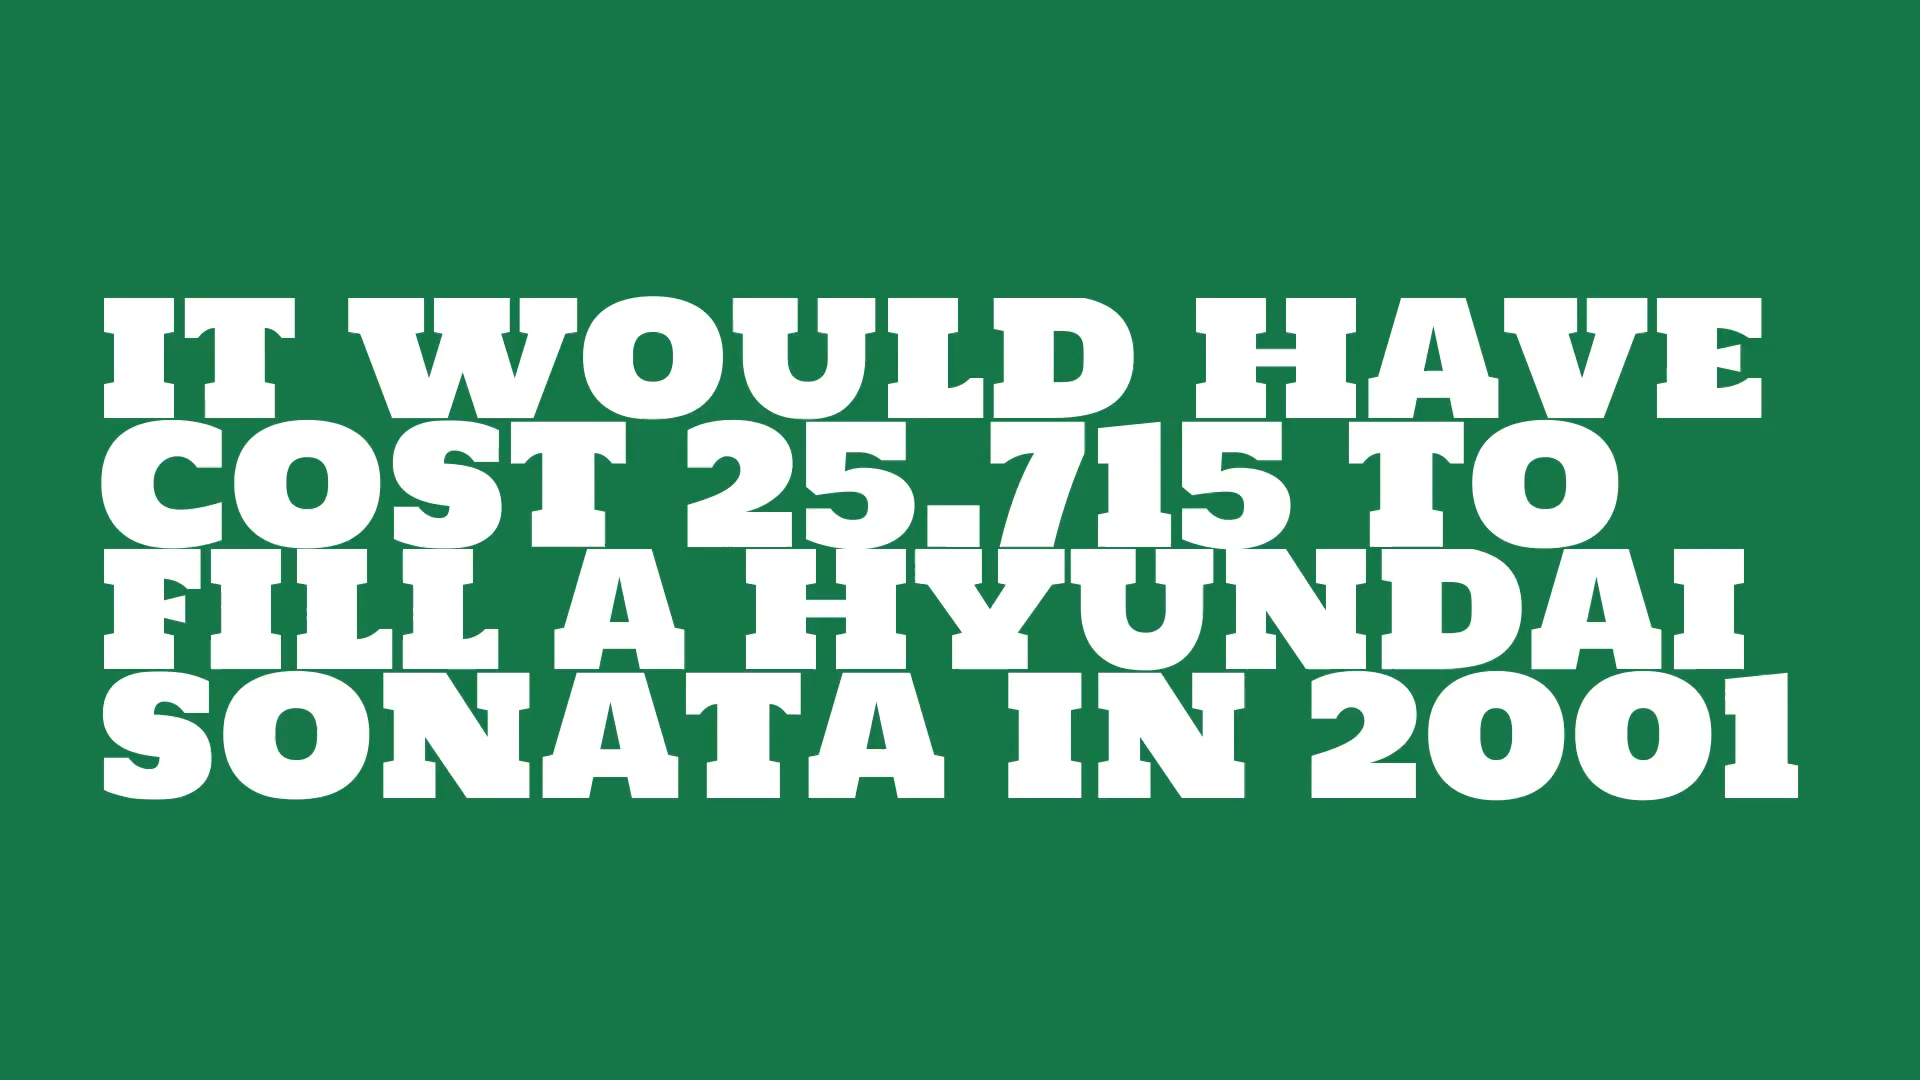 IT WOULD HAVE
COST 25.715 TO
FILL A HYUNDAI
SONATA IN 2001